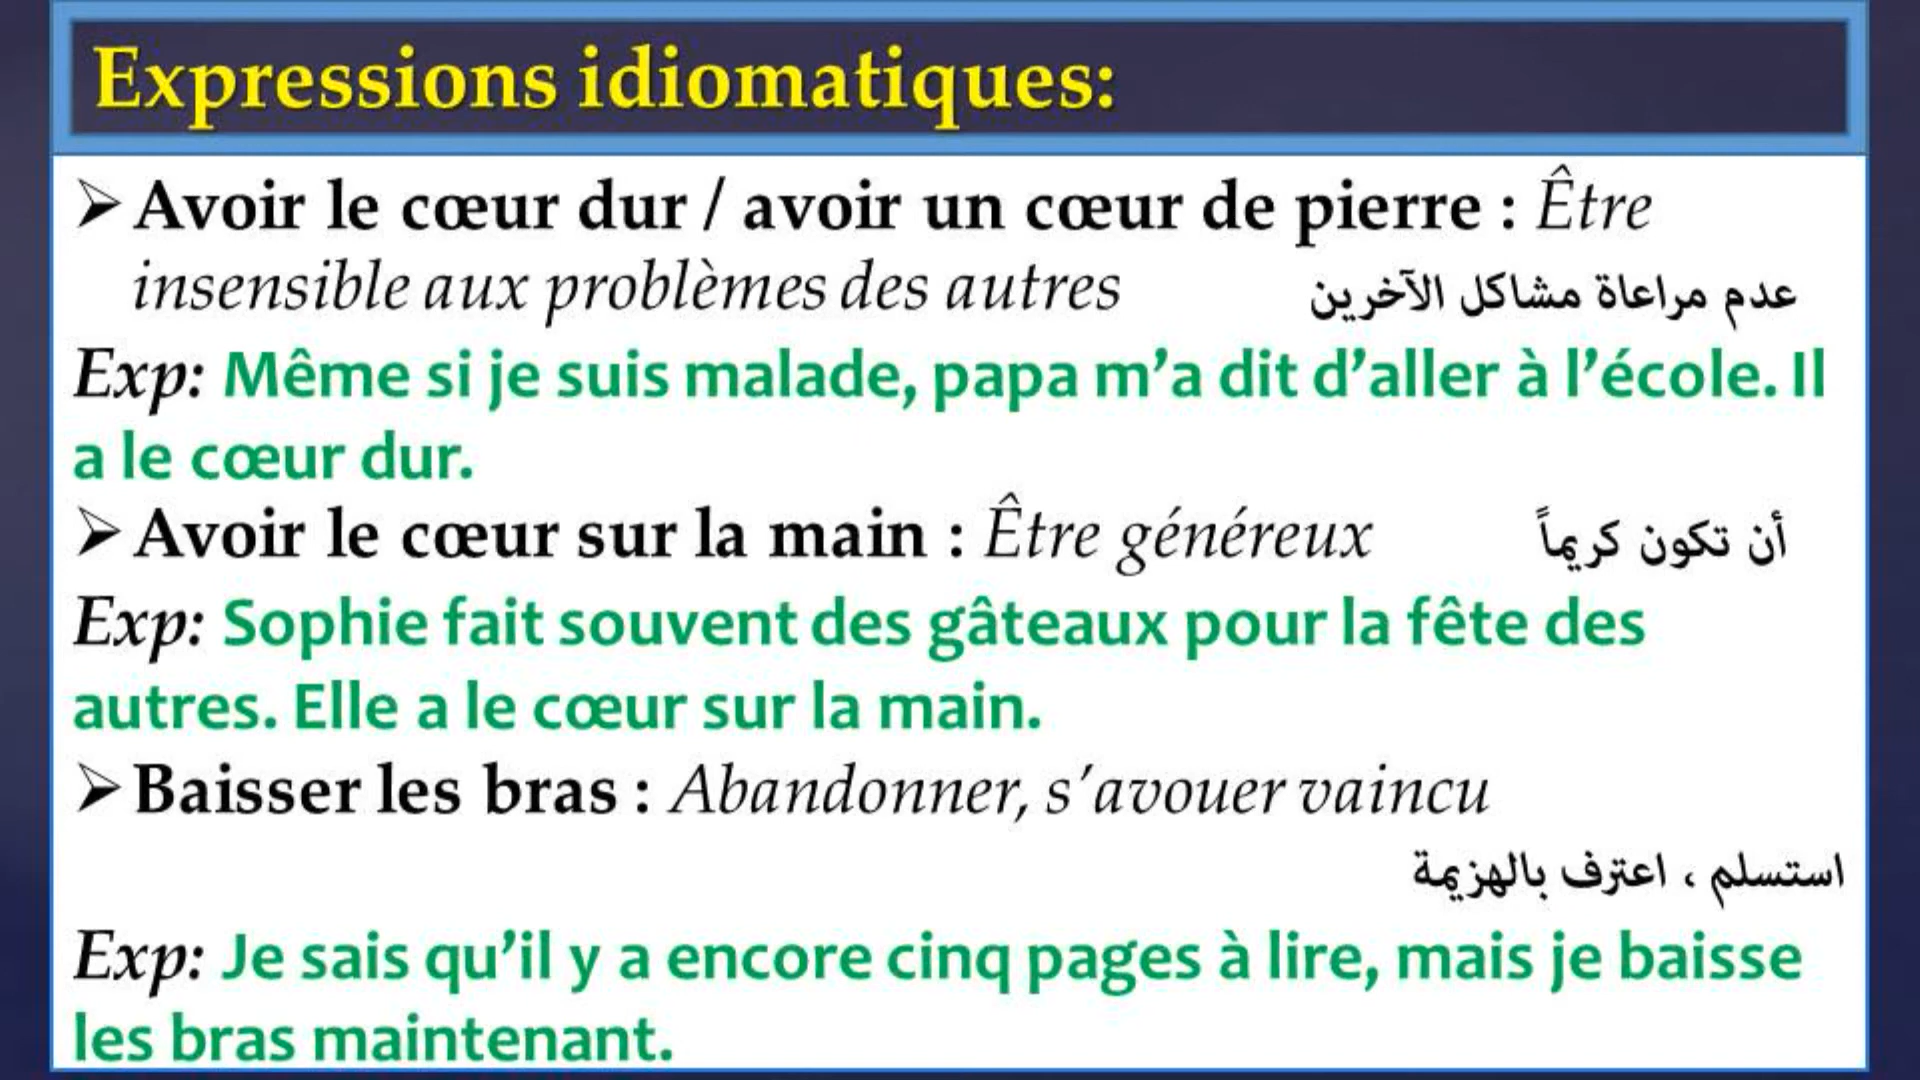 Expressions idiomatiques:
➢ Avoir le cœur dur / avoir un cœur de pierre : Être
insensible aux problèmes des autres عدم مراعاة مشاكل الآخرين
Exp: Même si je suis malade, papa m’a dit d’aller à l’école. Il
a le cœur dur.
➢ Avoir le cœur sur la main : Être généreux أن تكون كريماً
Exp: Sophie fait souvent des gâteaux pour la fête des
autres. Elle a le cœur sur la main.
➢ Baisser les bras : Abandonner, s’avouer vaincu
استسلم ، اعترف بالهزيمة
Exp: Je sais qu’il y a encore cinq pages à lire, mais je baisse
les bras maintenant.